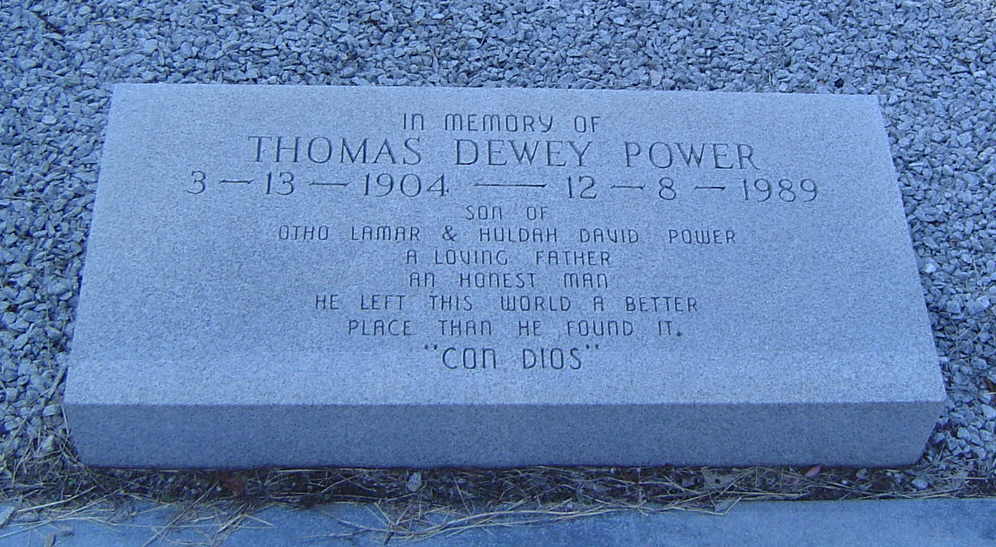 IN MEMORY OF
THOMAS DEWEY POWER
3 — 13 — 1904 — 12 — 8 — 1989
SON OF
OTHO LAMAR & HULDAH DAVID POWER
A LOVING FATHER
AN HONEST MAN
HE LEFT THIS WORLD A BETTER
PLACE THAN HE FOUND IT.
"CON DIOS"